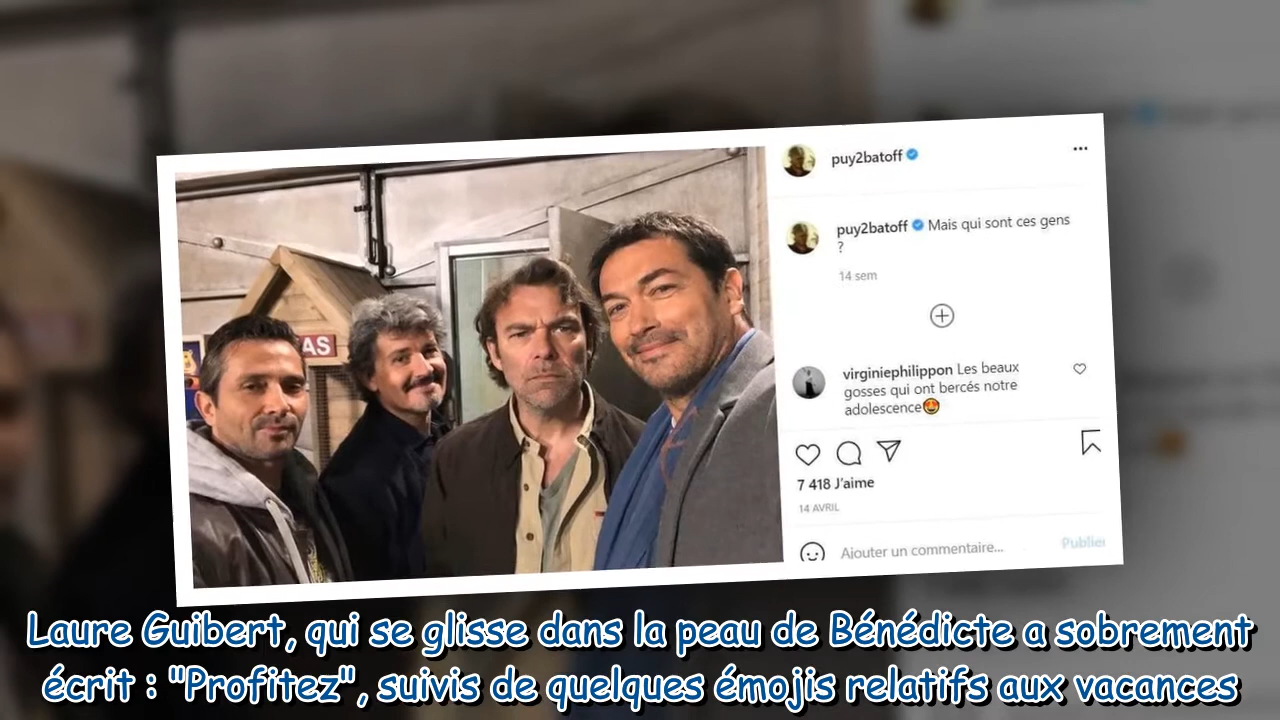 puy2batoff
puy2batoff Mais qui sont ces gens
?
14 sem
virginiephilippon Les beaux
gosses qui ont bercés notre
adolescence🤩
7 418 J'aime
14 AVRIL
Ajouter un commentaire...
Publier
AS
Laure Guibert, qui se glisse dans la peau de Bénédicte a sobrement
écrit : "Profitez", suivis de quelques émojis relatifs aux vacances